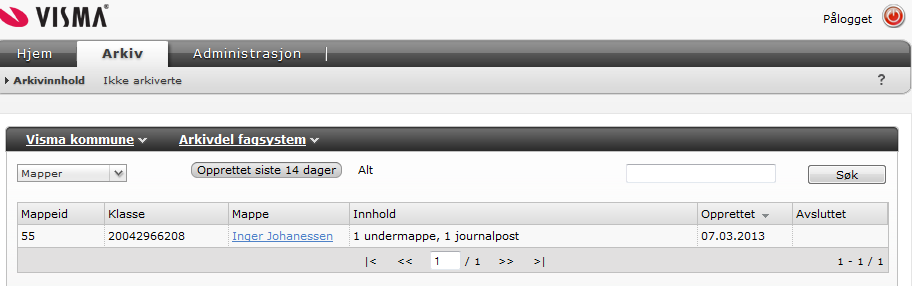 VISMA®
Pålogget
Hjem Arkiv Administrasjon |
Arkivinnhold Ikke arkiverte ?
Visma kommune Arkivdel fagsystem
Mapper Opprettet siste 14 dager Alt Søk
Mappeid Klasse Mappe Innhold Opprettet Avsluttet
55 20042966208 Inger Johanessen 1 undermappe, 1 journalpost 07.03.2013
|< << 1 / 1 >> >| 1 - 1 / 1